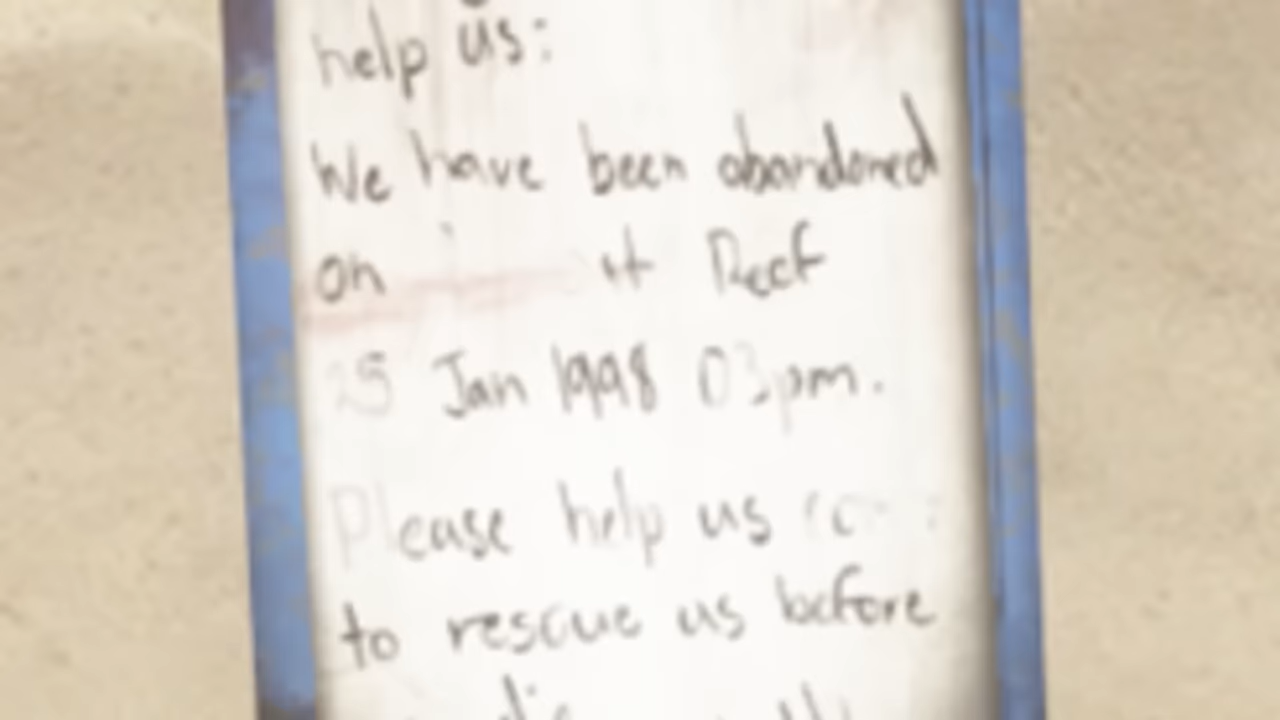 help us:
We have been abandoned
on Reef
25 Jan 1998 03pm.
Please help us
to rescue us before